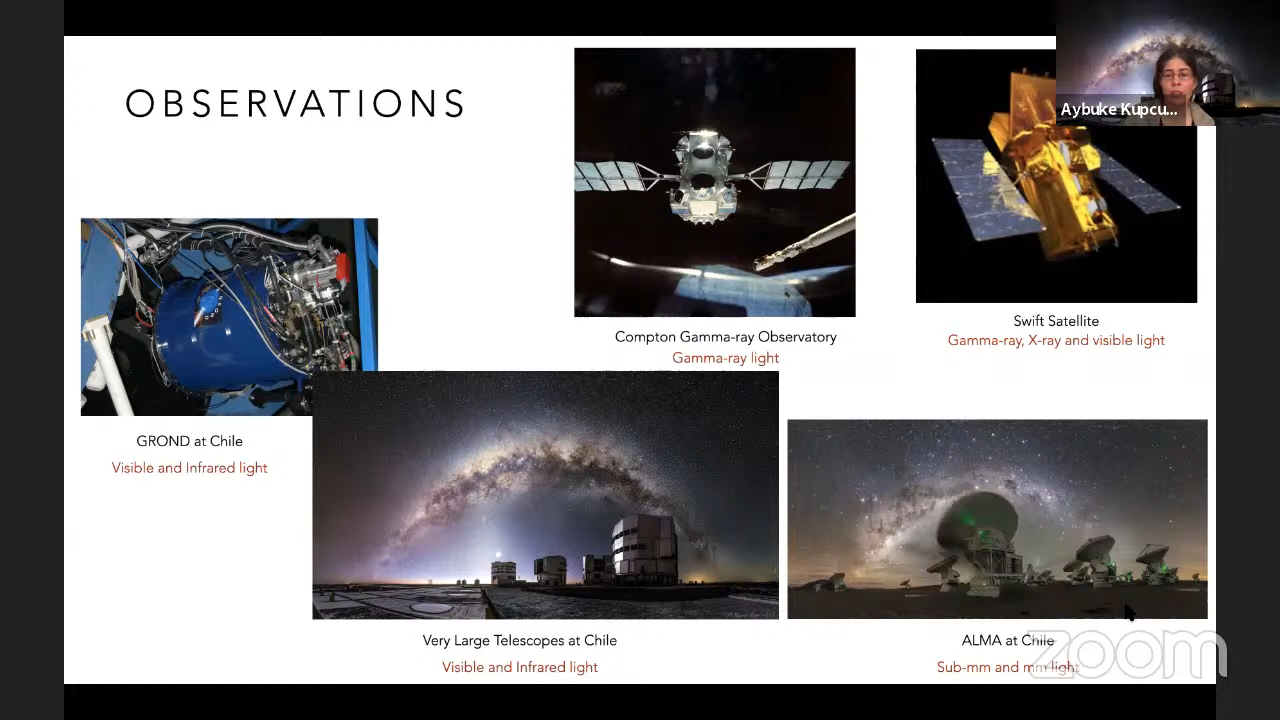 OBSERVATIONS
Aybuke Kupcu...
Compton Gamma-ray Observatory
Gamma-ray light
Swift Satellite
Gamma-ray, X-ray and visible light
GROND at Chile
Visible and Infrared light
Very Large Telescopes at Chile
Visible and Infrared light
ALMA at Chile
Sub-mm and mm light
zoom